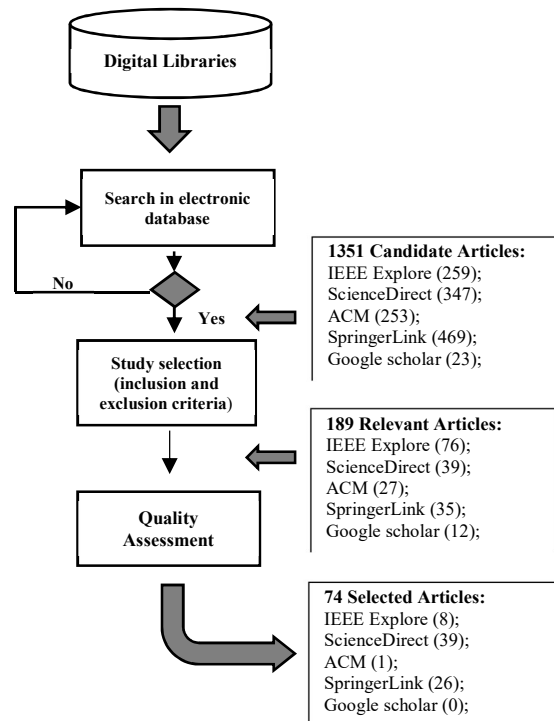 Digital Libraries
Search in electronic
database
No
Yes
1351 Candidate Articles:
IEEE Explore (259);
ScienceDirect (347);
ACM (253);
SpringerLink (469);
Google scholar (23);
Study selection
(inclusion and
exclusion criteria)
189 Relevant Articles:
IEEE Explore (76);
ScienceDirect (39);
ACM (27);
SpringerLink (35);
Google scholar (12);
Quality
Assessment
74 Selected Articles:
IEEE Explore (8);
ScienceDirect (39);
ACM (1);
SpringerLink (26);
Google scholar (0);